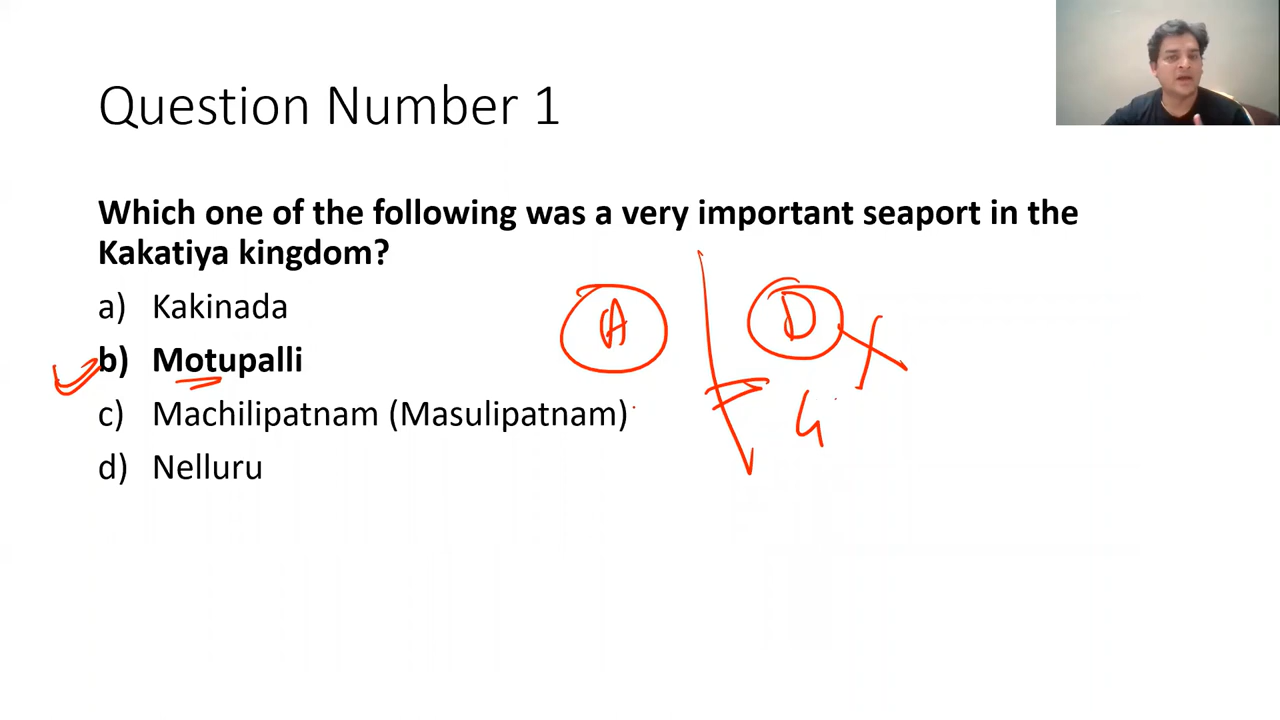 Question Number 1
Which one of the following was a very important seaport in the
Kakatiya kingdom?
a) Kakinada
b) Motupalli
c) Machilipatnam (Masulipatnam)
d) Nelluru
A
D